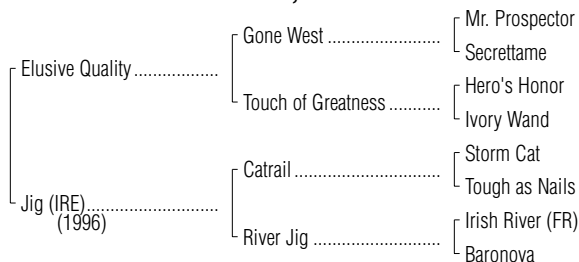 Mr. Prospector
Gone West
Secrettame
Elusive Quality
Hero's Honor
Touch of Greatness
Ivory Wand
Storm Cat
Catrail
Tough as Nails
Jig (IRE)
(1996)
Irish River (FR)
River Jig
Baronova